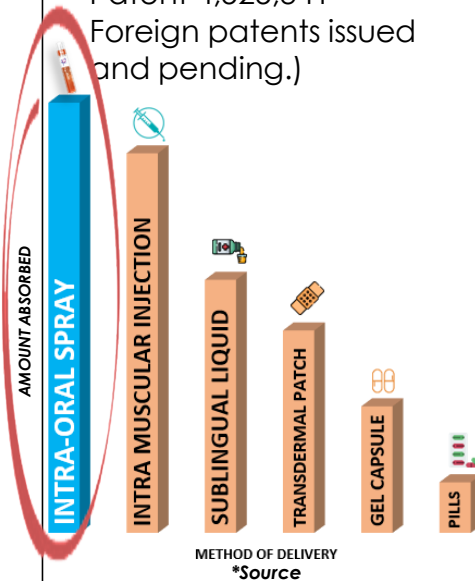 Foreign patents issued
and pending.)
AMOUNT ABSORBED
INTRA-ORAL SPRAY
INTRA MUSCULAR INJECTION
SUBLINGUAL LIQUID
TRANSDERMAL PATCH
GEL CAPSULE
PILLS
METHOD OF DELIVERY
*Source